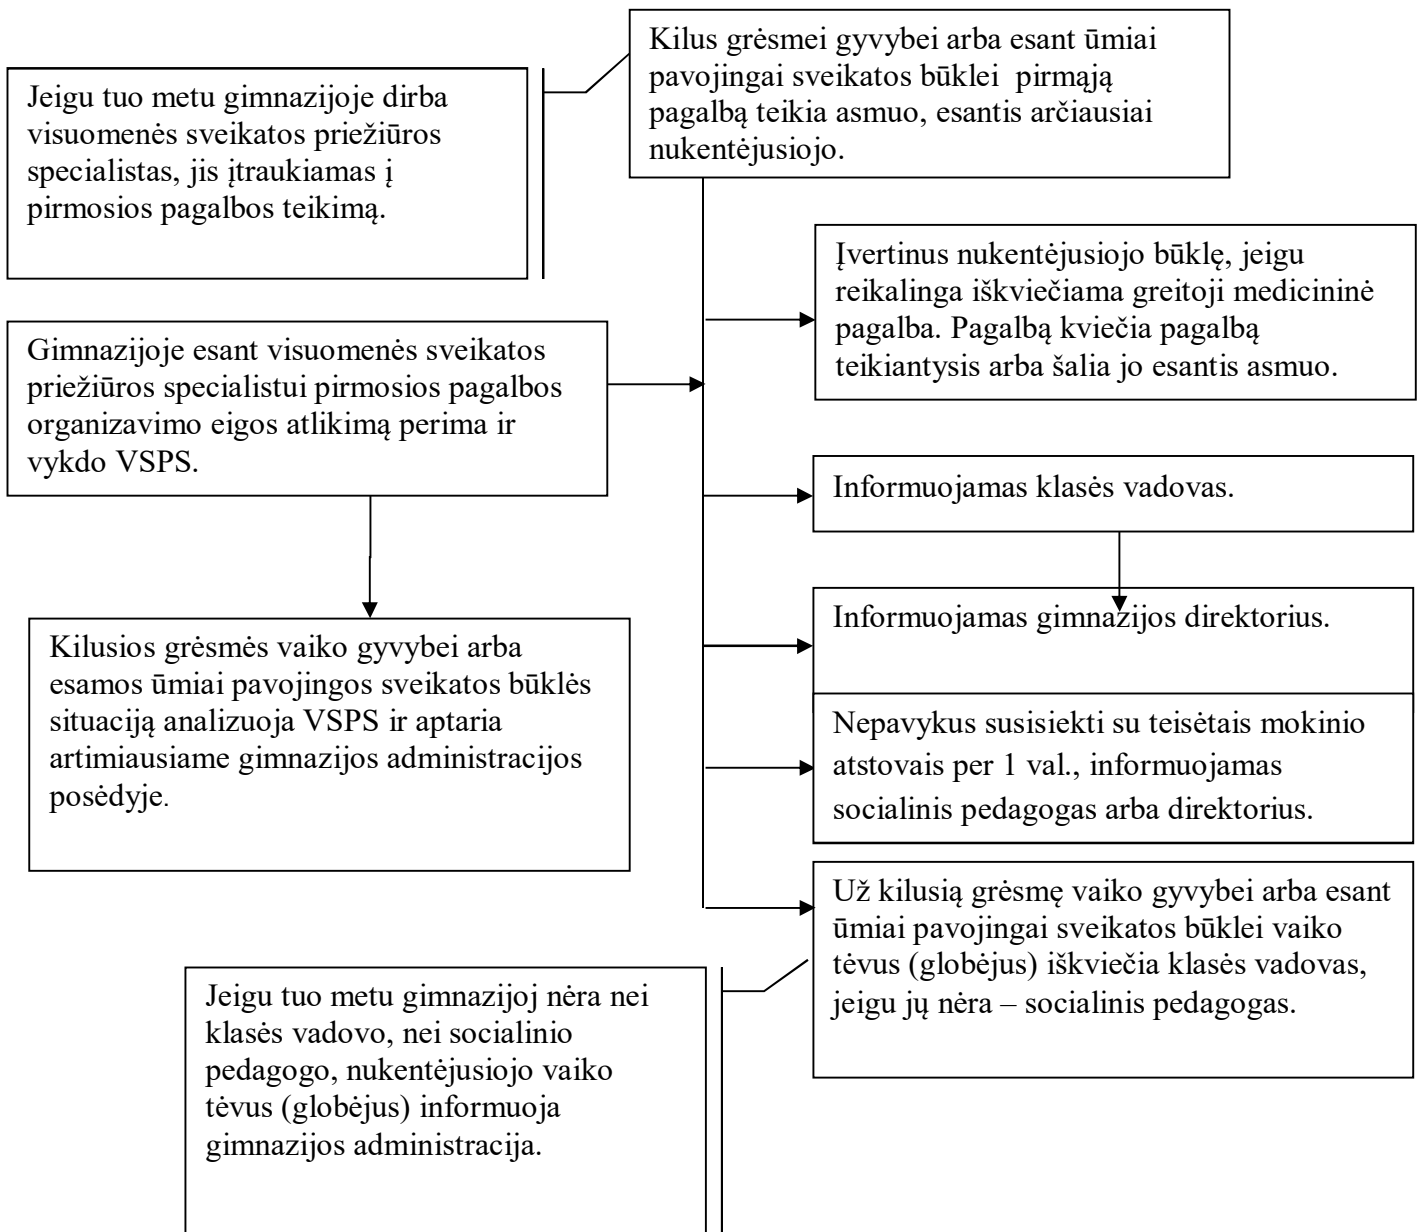 Kilus grėsmei gyvybei arba esant ūmiai
pavojingai sveikatos būklei  pirmąją
pagalbą teikia asmuo, esantis arčiausiai
nukentėjusiojo.
Jeigu tuo metu gimnazijoje dirba
visuomenės sveikatos priežiūros
specialistas, jis įtraukiamas į
pirmosios pagalbos teikimą.
Įvertinus nukentėjusiojo būklę, jeigu
reikalinga iškviečiama greitoji medicininė
pagalba. Pagalbą kviečia pagalbą
teikiantysis arba šalia jo esantis asmuo.
Gimnazijoje esant visuomenės sveikatos
priežiūros specialistui pirmosios pagalbos
organizavimo eigos atlikimą perima ir
vykdo VSPS.
Informuojamas klasės vadovas.
Informuojamas gimnazijos direktorius.
Kilusios grėsmės vaiko gyvybei arba
esamos ūmiai pavojingos sveikatos būklės
situaciją analizuoja VSPS ir aptaria
artimiausiame gimnazijos administracijos
posėdyje.
Nepavykus susisiekti su teisėtais mokinio
atstovais per 1 val., informuojamas
socialinis pedagogas arba direktorius.
Už kilusią grėsmę vaiko gyvybei arba esant
ūmiai pavojingai sveikatos būklei vaiko
tėvus (globėjus) iškviečia klasės vadovas,
jeigu jų nėra – socialinis pedagogas.
Jeigu tuo metu gimnazijoj nėra nei
klasės vadovo, nei socialinio
pedagogo, nukentėjusiojo vaiko
tėvus (globėjus) informuoja
gimnazijos administracija.